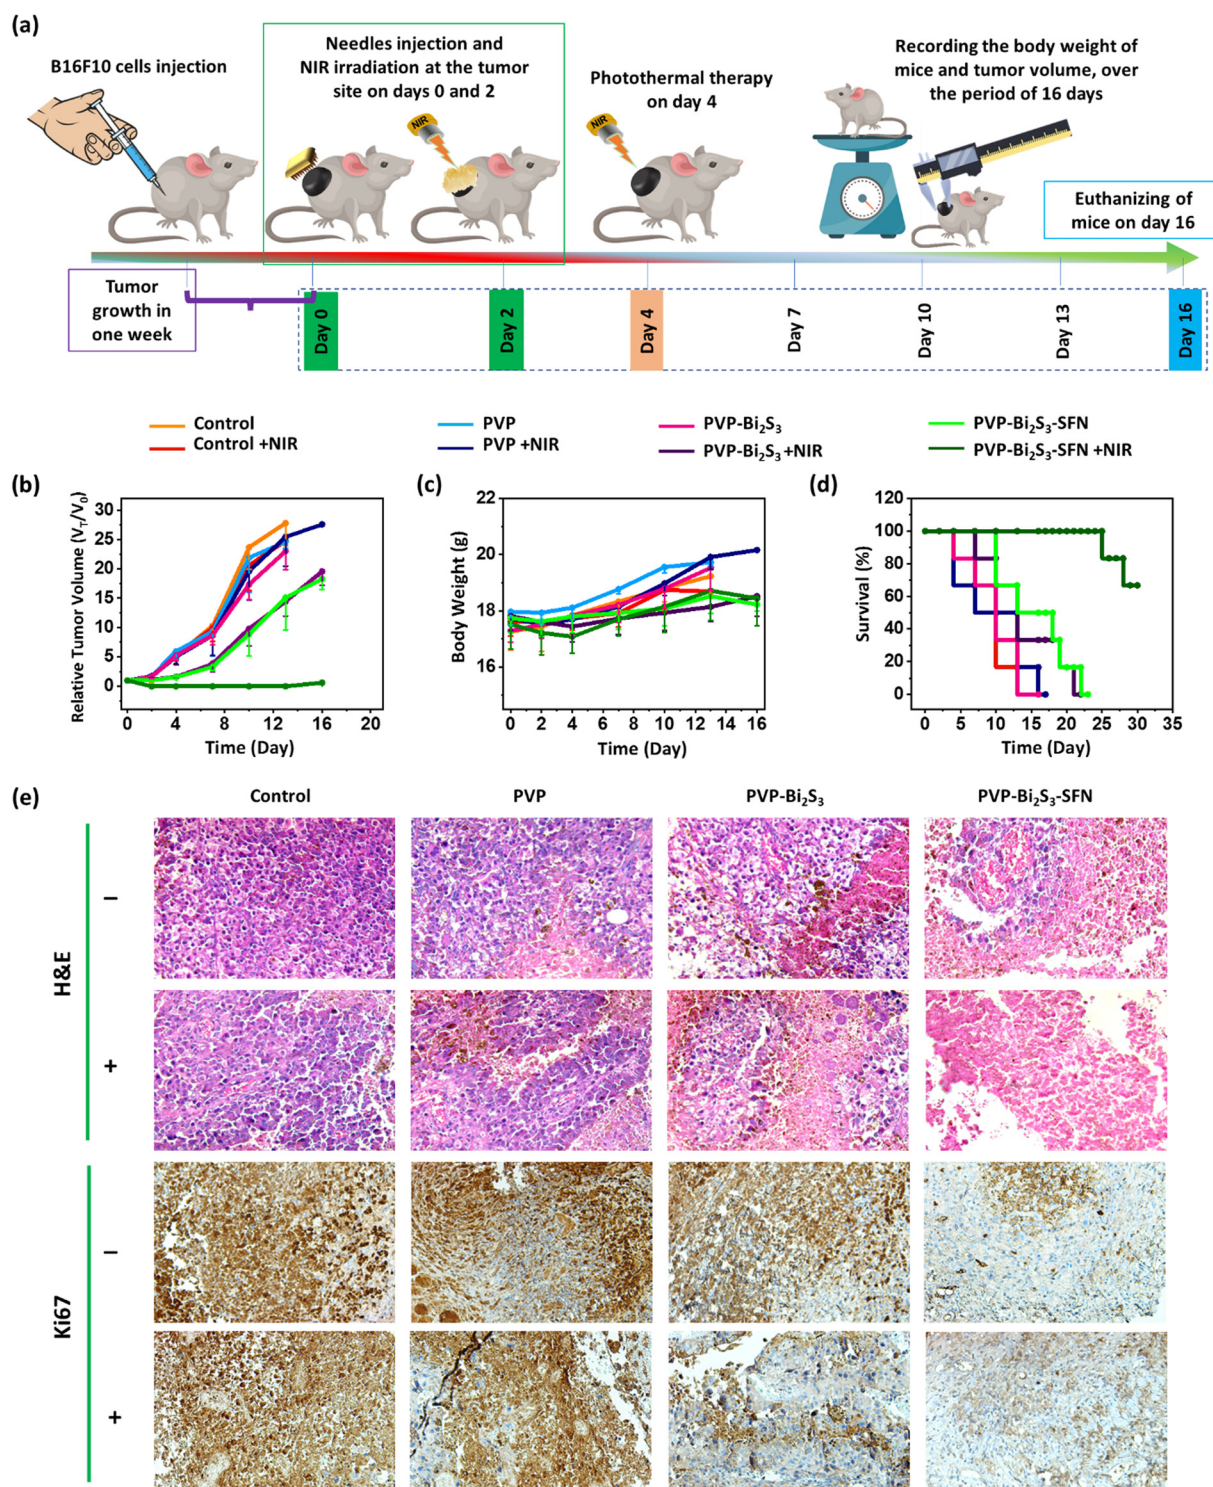 (a)
B16F10 cells injection
Needles injection and
NIR irradiation at the tumor
site on days 0 and 2
NIR
Photothermal therapy
on day 4
NIR
Recording the body weight of
mice and tumor volume, over
the period of 16 days
Euthanizing of
mice on day 16
Tumor
growth in
one week
Day 0
Day 2
Day 4
Day 7
Day 10
Day 13
Day 16
Control
Control +NIR
PVP
PVP +NIR
PVP-Bi₂S₃
PVP-Bi₂S₃ +NIR
PVP-Bi₂S₃-SFN
PVP-Bi₂S₃-SFN +NIR
(b)
Relative Tumor Volume (V_T/V₀)
30
25
20
15
10
5
0
0 4 8 12 16 20
Time (Day)
(c)
Body Weight (g)
22
20
18
16
0 2 4 6 8 10 12 14 16
Time (Day)
(d)
Survival (%)
120
100
80
60
40
20
0
0 5 10 15 20 25 30 35
Time (Day)
(e)
Control PVP PVP-Bi₂S₃ PVP-Bi₂S₃-SFN
H&E
−
+
Ki67
−
+